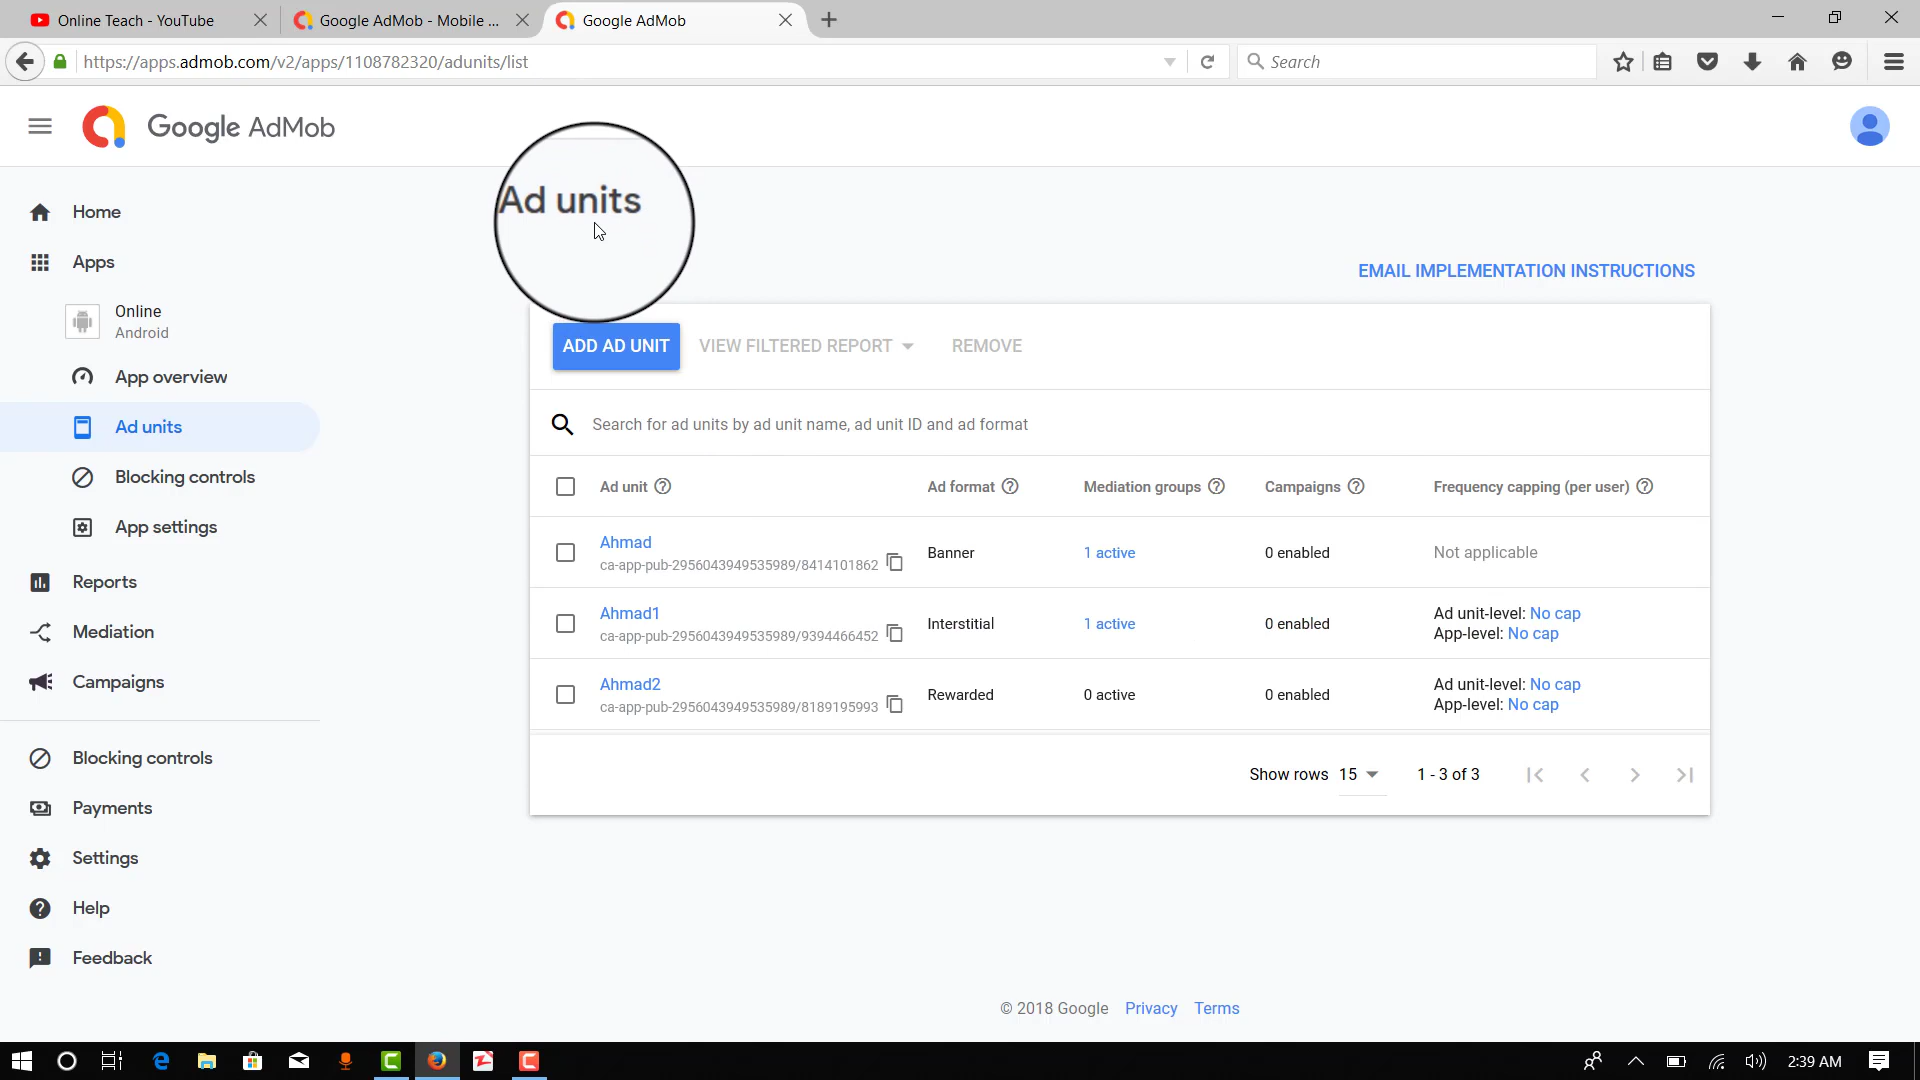 Online Teach - YouTube
Google AdMob - Mobile ...
Google AdMob
https://apps.admob.com/v2/apps/1108782320/adunits/list
Search
Google AdMob
Ad units
Home
Apps
Online
Android
App overview
Ad units
Blocking controls
App settings
Reports
Mediation
Campaigns
Blocking controls
Payments
Settings
Help
Feedback
EMAIL IMPLEMENTATION INSTRUCTIONS
ADD AD UNIT VIEW FILTERED REPORT REMOVE
Search for ad units by ad unit name, ad unit ID and ad format
Ad unit Ad format Mediation groups Campaigns Frequency capping (per user)
Ahmad
ca-app-pub-2956043949535989/8414101862
Banner 1 active 0 enabled Not applicable
Ahmad1
ca-app-pub-2956043949535989/9394466452
Interstitial 1 active 0 enabled
Ad unit-level: No cap
App-level: No cap
Ahmad2
ca-app-pub-2956043949535989/8189195993
Rewarded 0 active 0 enabled
Ad unit-level: No cap
App-level: No cap
Show rows 15 1 - 3 of 3
© 2018 Google Privacy Terms
2:39 AM